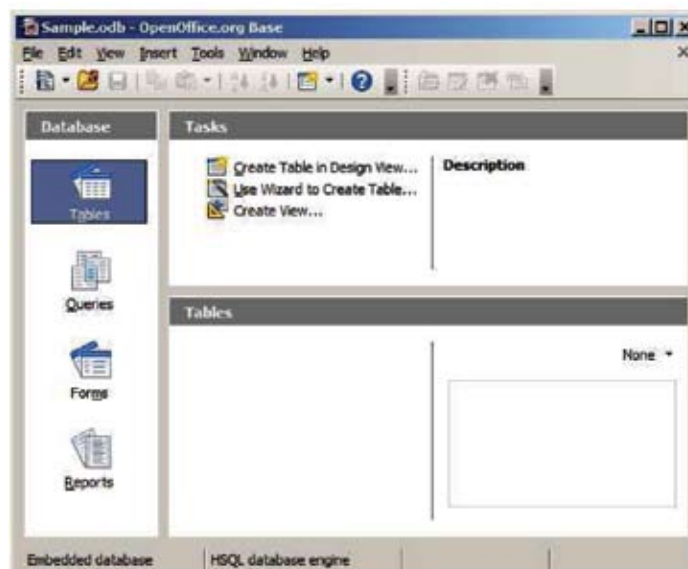 Sample.odb - OpenOffice.org Base
File Edit View Insert Tools Window Help
Database
Tables
Queries
Forms
Reports
Tasks
Create Table in Design View...
Use Wizard to Create Table...
Create View...
Description
Tables
None
Embedded database HSQL database engine